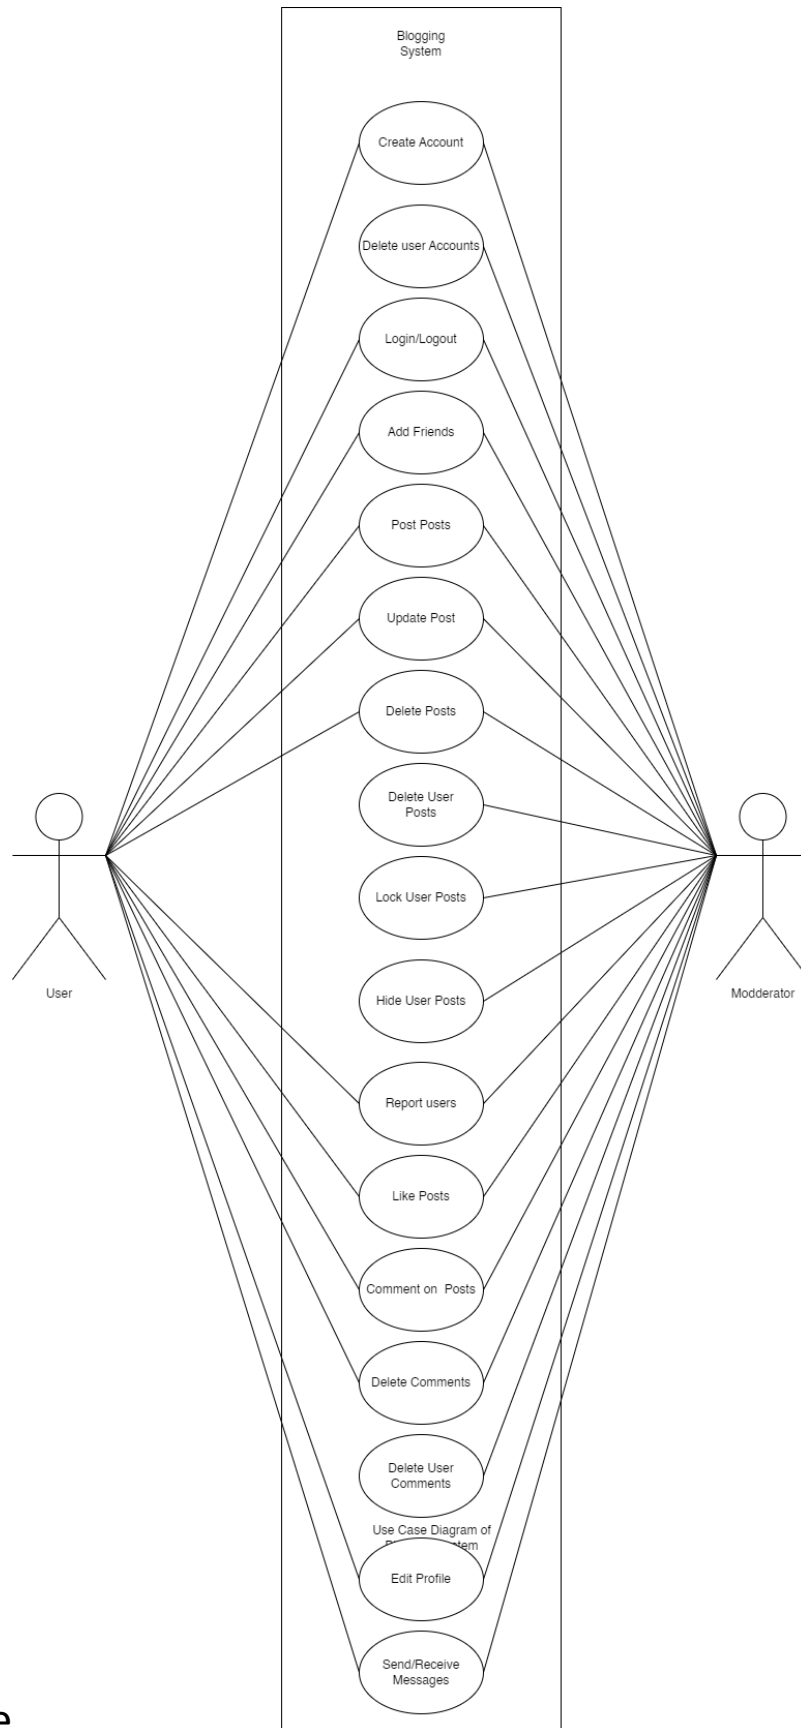 Blogging
System
Create Account
Delete user Accounts
Login/Logout
Add Friends
Post Posts
Update Post
Delete Posts
Delete User
Posts
Lock User Posts
Hide User Posts
User
Modderator
Report users
Like Posts
Comment on Posts
Delete Comments
Delete User
Comments
Use Case Diagram of
Edit Profile
Send/Receive
Messages